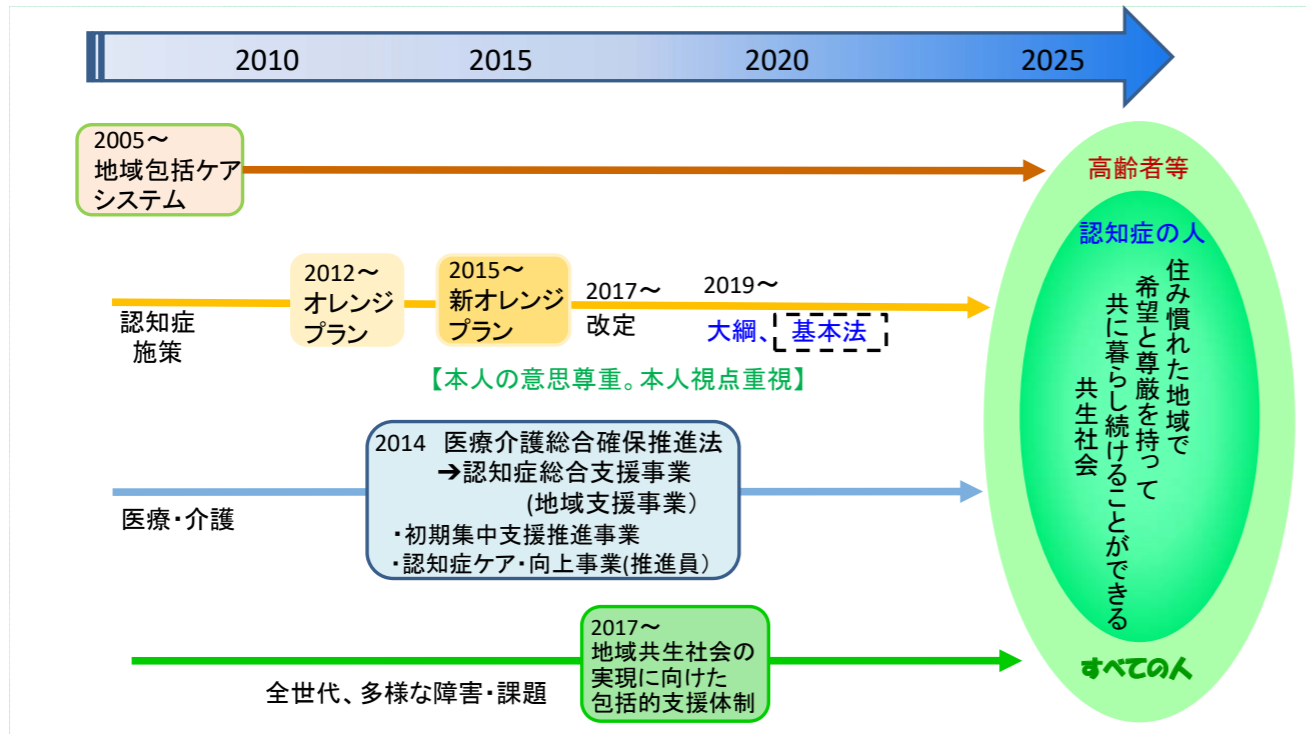 2010 2015 2020 2025
2005～
地域包括ケア
システム
高齢者等
認知症の人
住み慣れた地域で
希望と尊厳を持って
共に暮らし続けることができる
共生社会
すべての人
認知症
施策
2012～
オレンジ
プラン
2015～
新オレンジ
プラン
2017～
改定
2019～
大綱、基本法
【本人の意思尊重。本人視点重視】
医療・介護
2014 医療介護総合確保推進法
➔認知症総合支援事業
(地域支援事業）
・初期集中支援推進事業
・認知症ケア・向上事業(推進員）
全世代、多様な障害・課題
2017～
地域共生社会の
実現に向けた
包括的支援体制